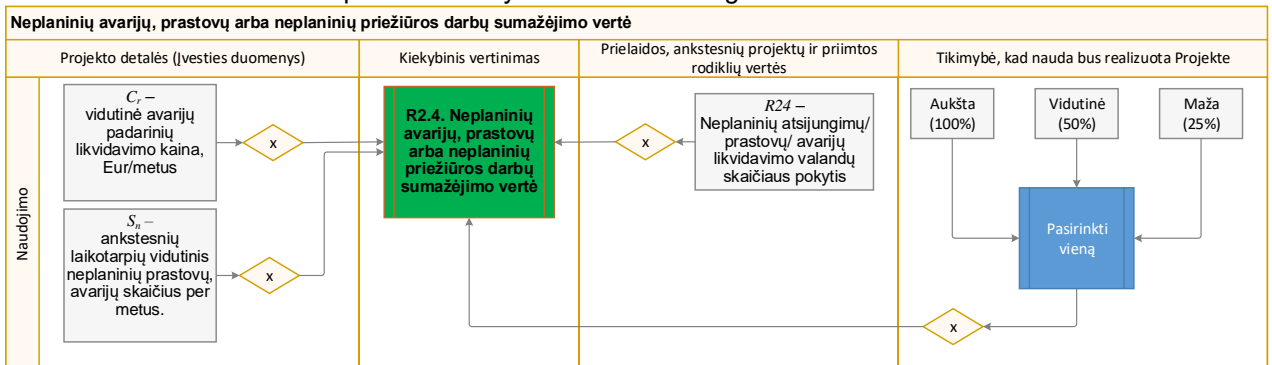 Neplaninių avarijų, prastovų arba neplaninių priežiūros darbų sumažėjimo vertė
Projekto detalės (Įvesties duomenys)
Kiekybinis vertinimas
Prielaidos, ankstesnių projektų ir priimtos
rodiklių vertės
Tikimybė, kad nauda bus realizuota Projekte
Naudojimo
Cr –
vidutinė avarijų
padarinių
likvidavimo kaina,
Eur/metus
x
Sn –
ankstesnių
laikotarpių vidutinis
neplaninių prastovų,
avarijų skaičius per
metus.
x
R2.4. Neplaninių
avarijų, prastovų
arba neplaninių
priežiūros darbų
sumažėjimo vertė
x
R24 –
Neplaninių atsijungimų/
prastovų/ avarijų
likvidavimo valandų
skaičiaus pokytis
Aukšta
(100%)
Vidutinė
(50%)
Maža
(25%)
Pasirinkti
vieną
x